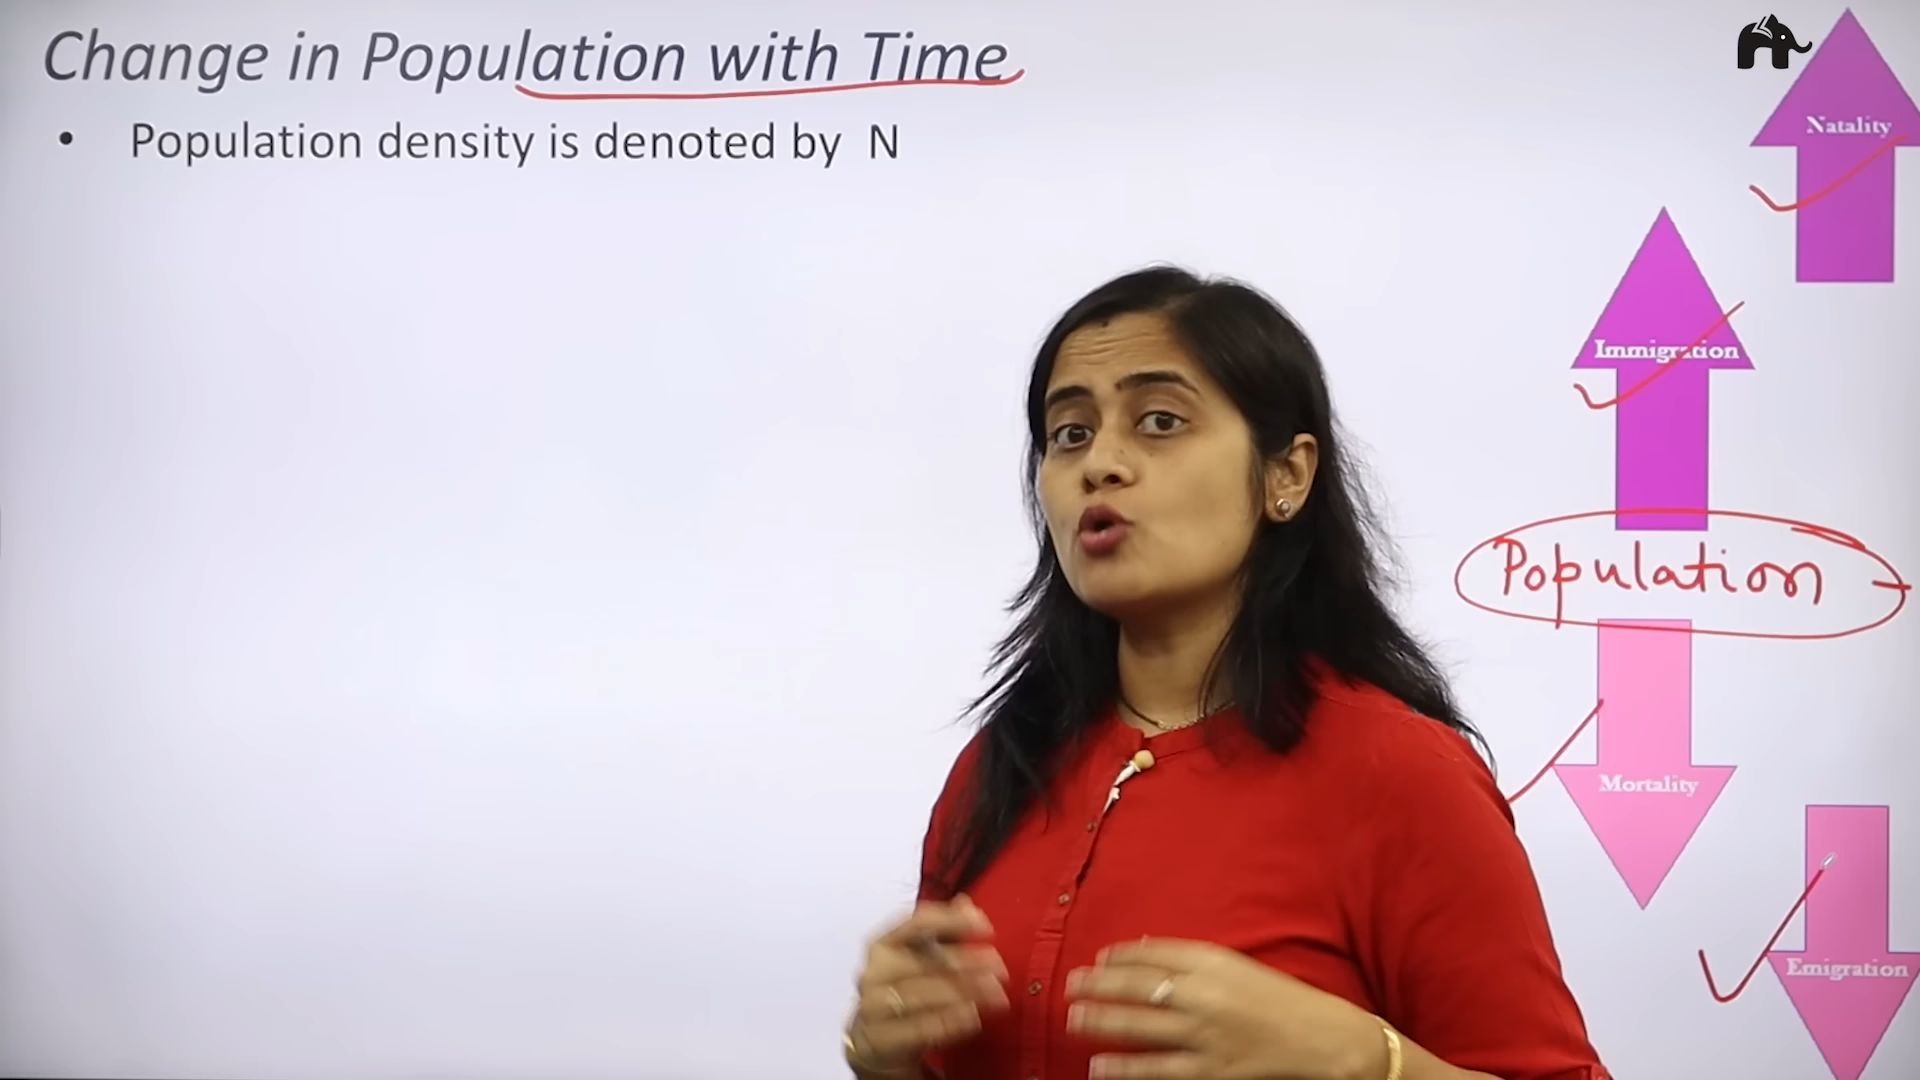 Change in Population with Time
• Population density is denoted by N
Natality
Immigration
Population
Mortality
Emigration